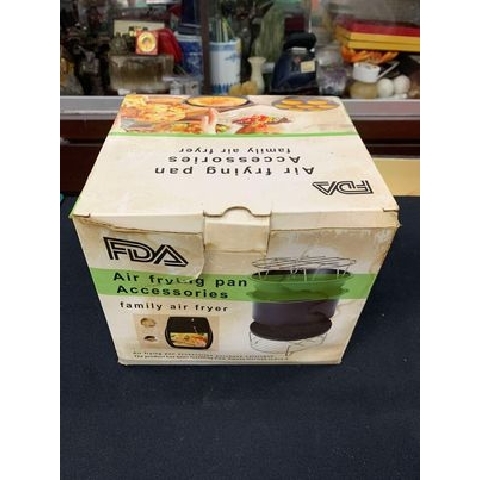 Air frying pan
Accessories
family air fryer
FDA
FDA
Air frying pan
Accessories
family air fryer